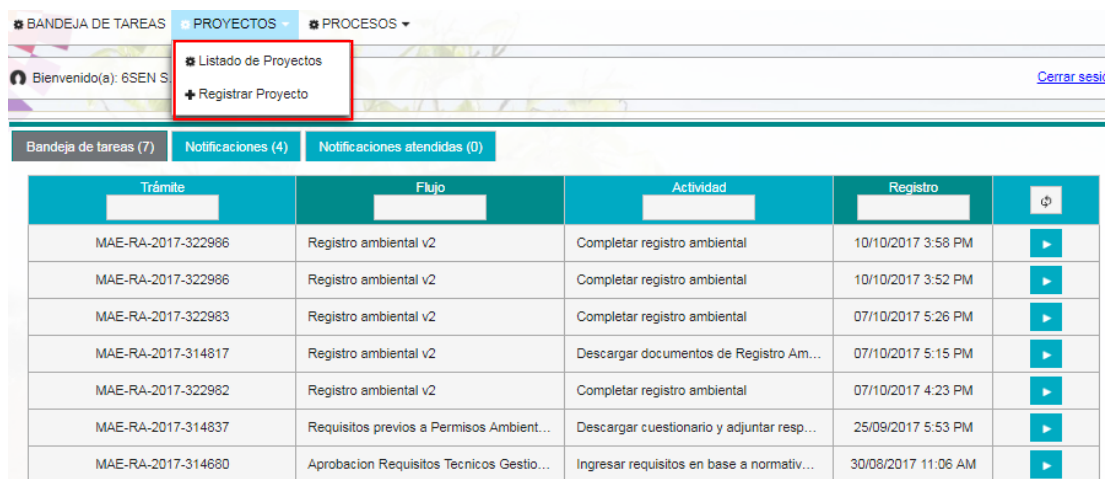 BANDEJA DE TAREAS PROYECTOS PROCESOS
Listado de Proyectos
Registrar Proyecto
Bienvenido(a): 6SEN S.
Cerrar sesió
Bandeja de tareas (7) Notificaciones (4) Notificaciones atendidas (0)
Trámite Flujo Actividad Registro
MAE-RA-2017-322986 Registro ambiental v2 Completar registro ambiental 10/10/2017 3:58 PM
MAE-RA-2017-322986 Registro ambiental v2 Completar registro ambiental 10/10/2017 3:52 PM
MAE-RA-2017-322983 Registro ambiental v2 Completar registro ambiental 07/10/2017 5:26 PM
MAE-RA-2017-314817 Registro ambiental v2 Descargar documentos de Registro Am... 07/10/2017 5:15 PM
MAE-RA-2017-322982 Registro ambiental v2 Completar registro ambiental 07/10/2017 4:23 PM
MAE-RA-2017-314837 Requisitos previos a Permisos Ambient... Descargar cuestionario y adjuntar resp... 25/09/2017 5:53 PM
MAE-RA-2017-314680 Aprobacion Requisitos Tecnicos Gestio... Ingresar requisitos en base a normativ... 30/08/2017 11:06 AM